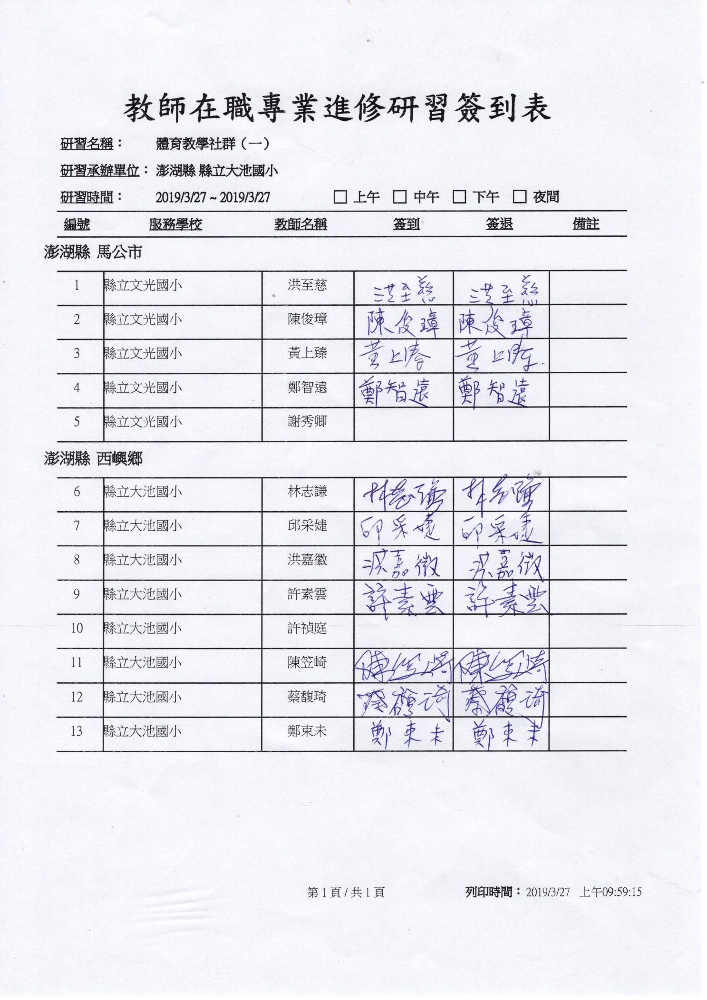 教師在職專業進修研習簽到表
研習名稱： 體育教學社群（一）
研習承辦單位： 澎湖縣 縣立大池國小
研習時間： 2019/3/27 ~ 2019/3/27 □ 上午 □ 中午 □ 下午 □ 夜間
編號 服務學校 教師名稱 簽到 簽退 備註
澎湖縣 馬公市
1 縣立文光國小 洪至慈 洪至慈 洪至慈
2 縣立文光國小 陳俊璋 陳俊璋 陳俊璋
3 縣立文光國小 黃上臻 黃上臻 黃上臻
4 縣立文光國小 鄭智遠 鄭智遠 鄭智遠
5 縣立文光國小 謝秀卿
澎湖縣 西嶼鄉
6 縣立大池國小 林志謙 林志謙 林志謙
7 縣立大池國小 邱采婕 邱采婕 邱采婕
8 縣立大池國小 洪嘉徽 洪嘉徽 洪嘉徽
9 縣立大池國小 許素雲 許素雲 許素雲
10 縣立大池國小 許禎庭
11 縣立大池國小 陳笠崎 陳笠崎 陳笠崎
12 縣立大池國小 蔡馥琦 蔡馥琦 蔡馥琦
13 縣立大池國小 鄭束未 鄭束未 鄭束未
第 1 頁 / 共 1 頁 列印時間： 2019/3/27 上午09:59:15